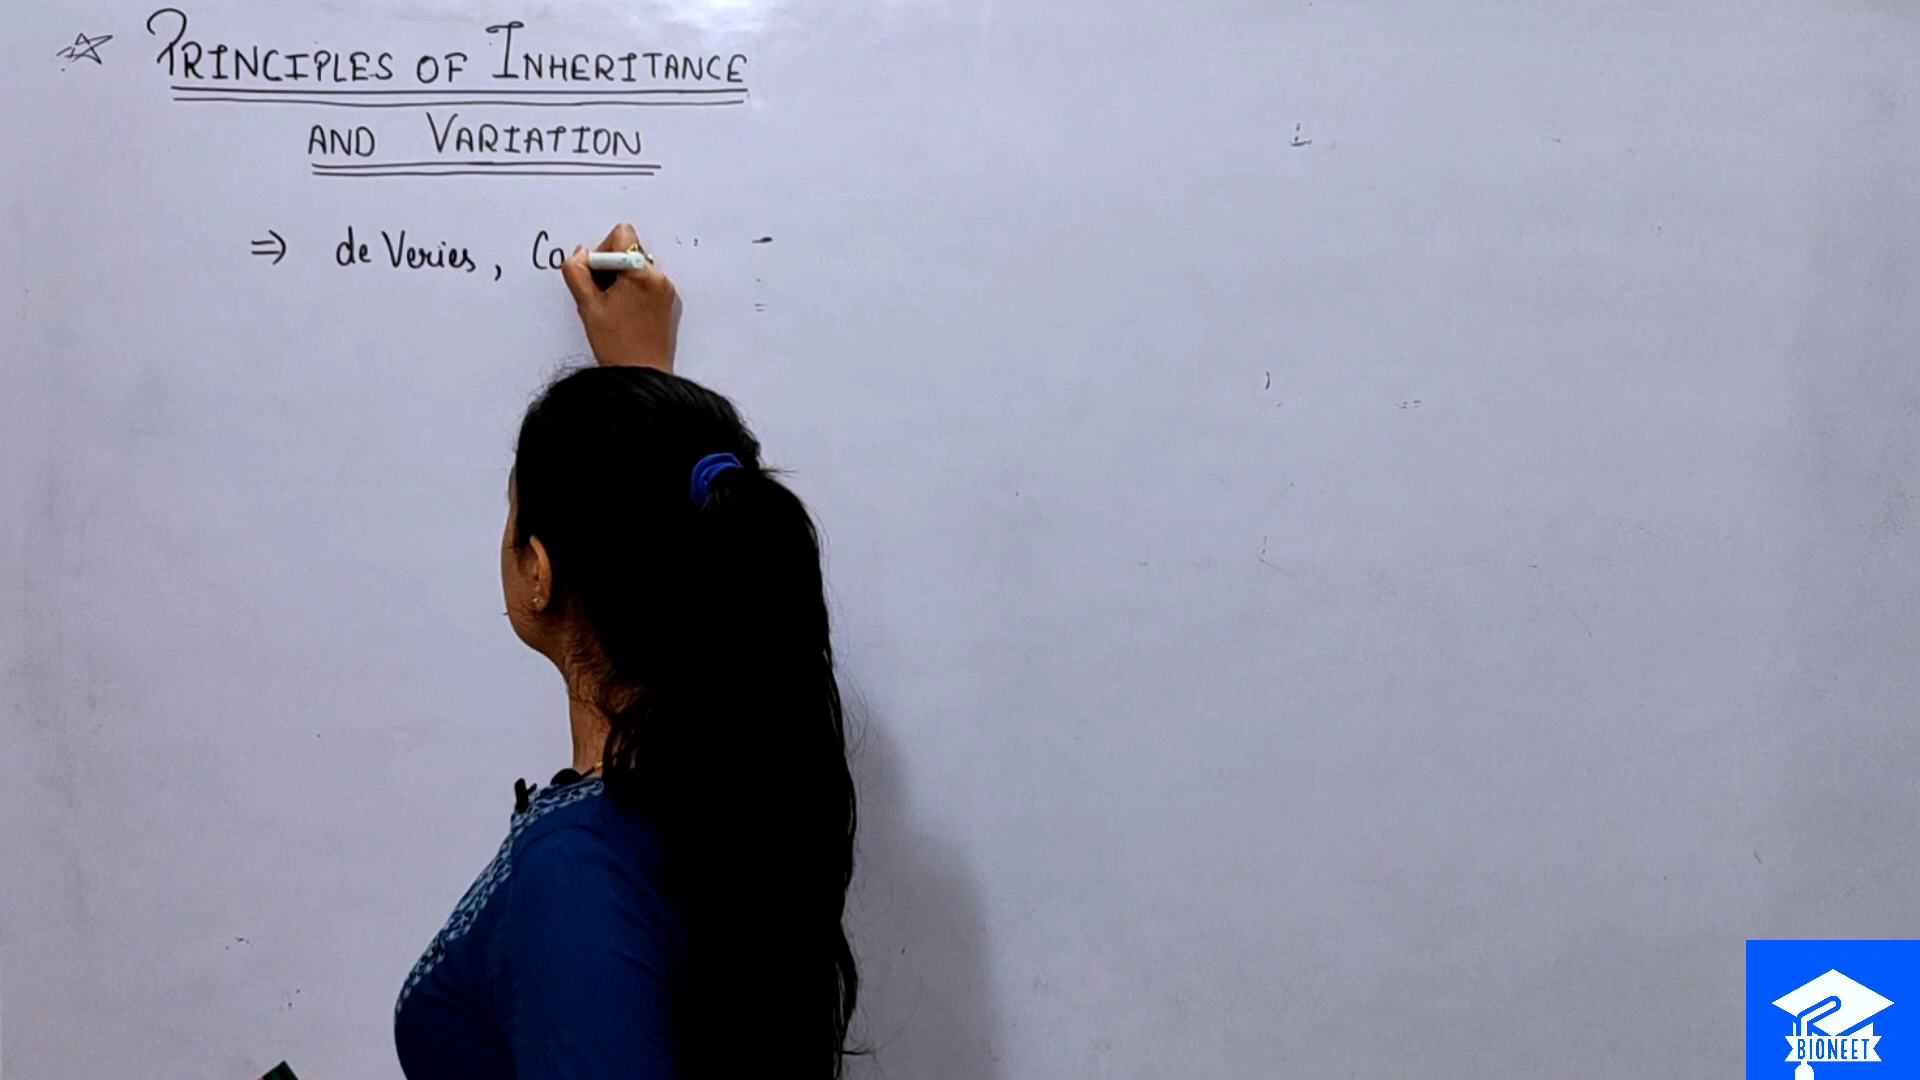 PRINCIPLES OF INHERITANCE
AND VARIATION
⇒ de Veries, Co
BIONEET